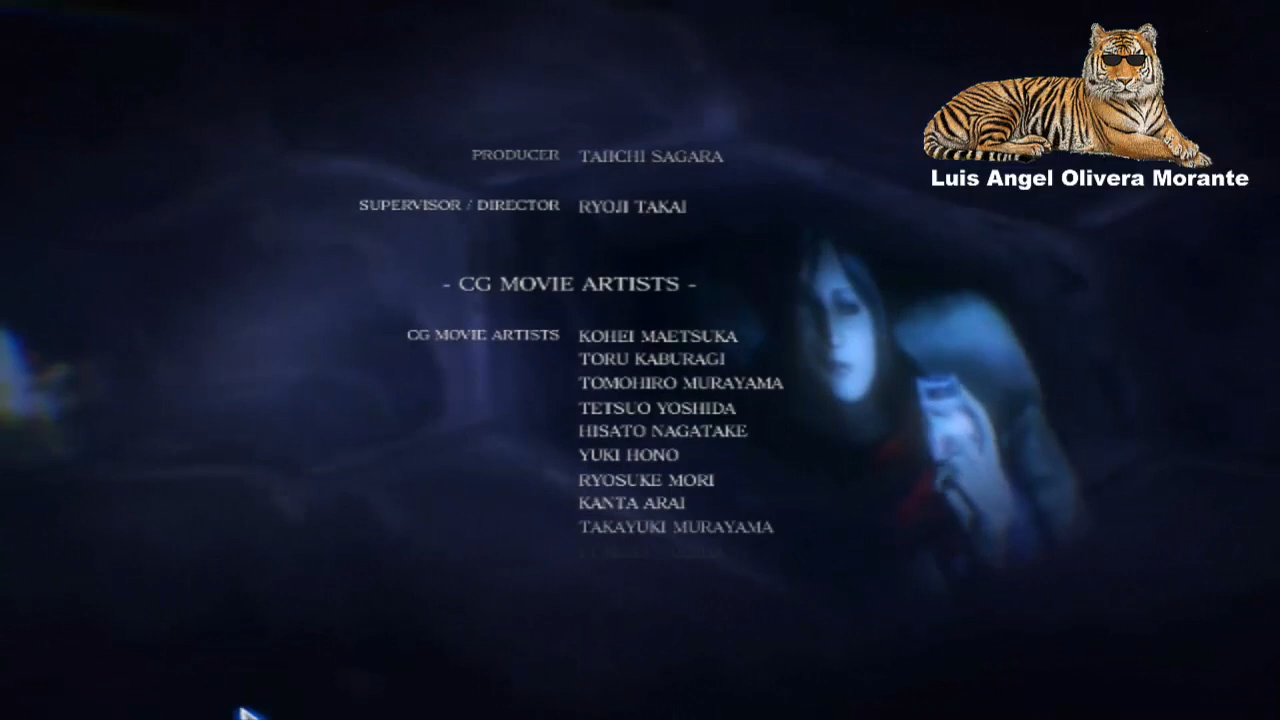 PRODUCER TAIICHI SAGARA
Luis Angel Olivera Morante
SUPERVISOR / DIRECTOR RYOJI TAKAI
- CG MOVIE ARTISTS -
CG MOVIE ARTISTS KOHEI MAETSUKA
TORU KABURAGI
TOMOHIRO MURAYAMA
TETSUO YOSHIDA
HISATO NAGATAKE
YUKI HONO
RYOSUKE MORI
KANTA ARAI
TAKAYUKI MURAYAMA